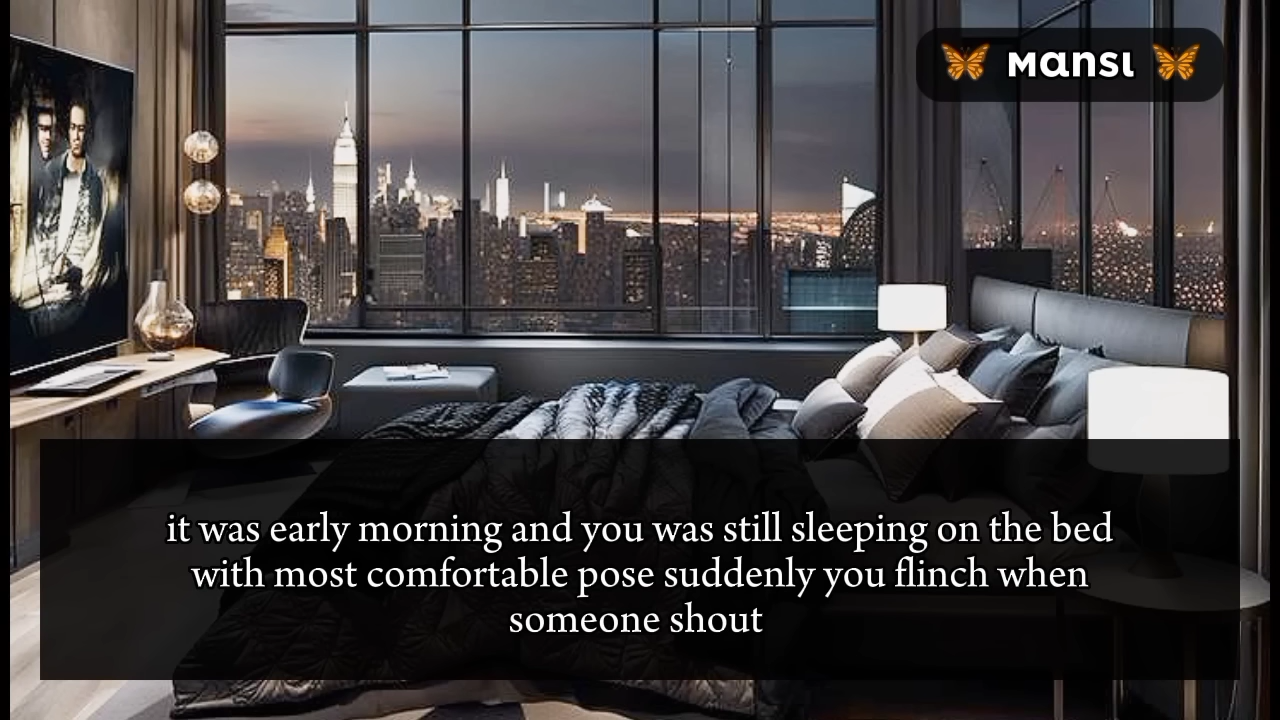 🦋 Mansi 🦋
it was early morning and you was still sleeping on the bed
with most comfortable pose suddenly you flinch when
someone shout